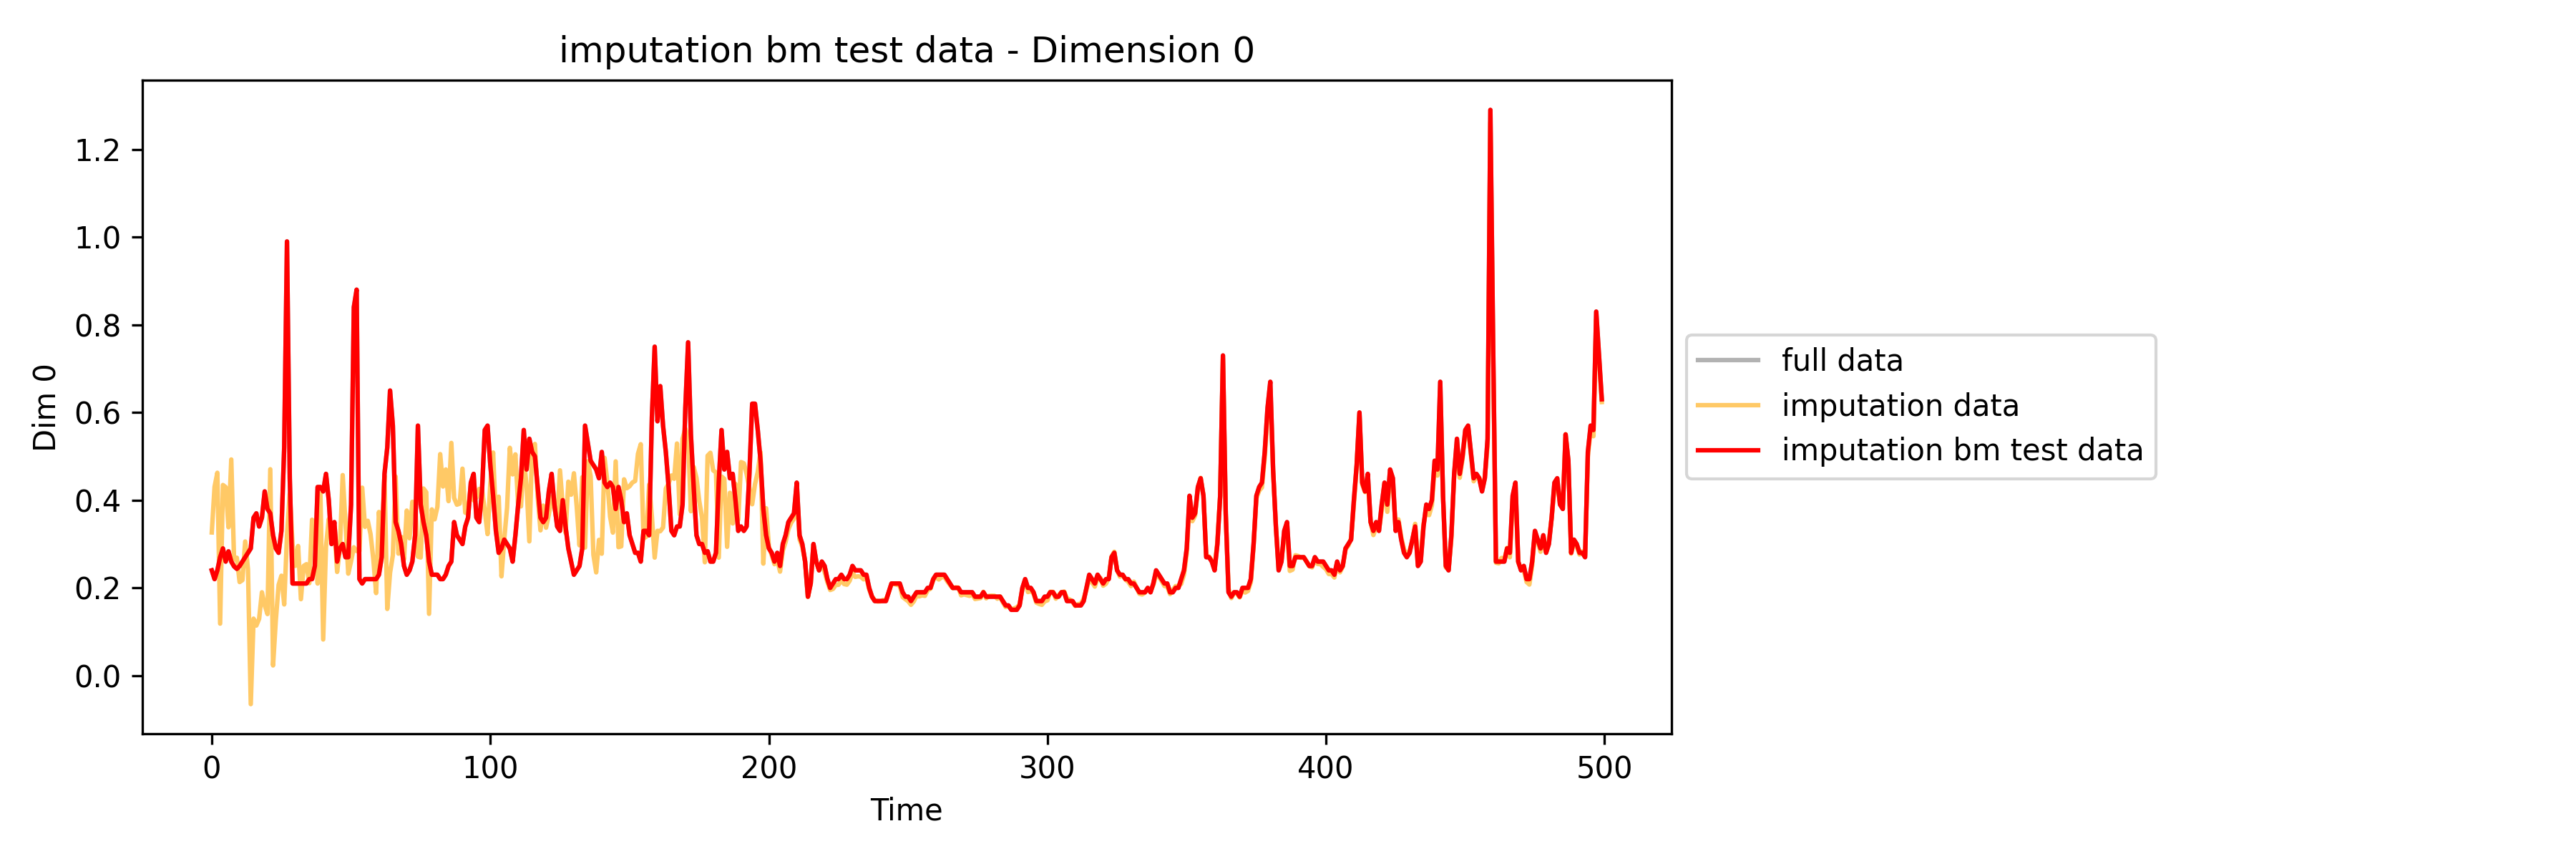 imputation bm test data - Dimension 0
1.2
1.0
0.8
0.6
0.4
0.2
0.0
Dim 0
0 100 200 300 400 500
Time
full data
imputation data
imputation bm test data